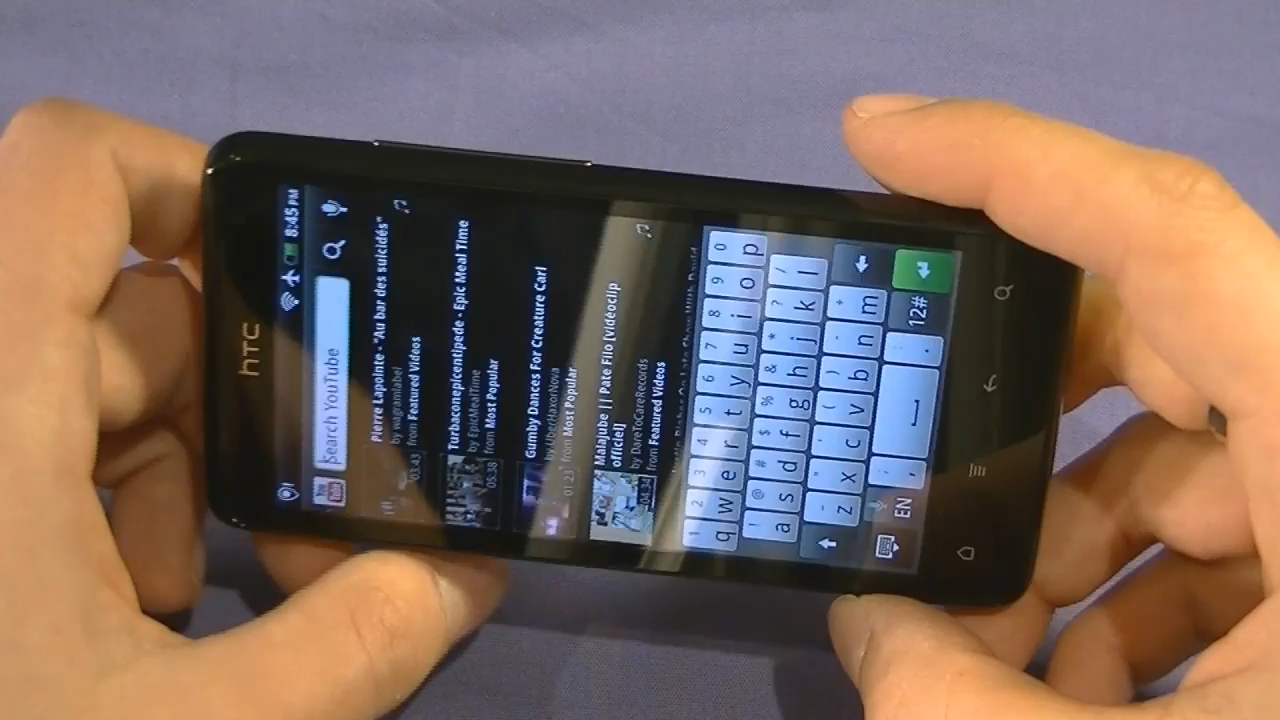 hTC
8:45 PM
You Tube Search YouTube
Pierre Lapointe - "Au bar des suicidés"
by wagramlabel
from Featured Videos
03:43
Turbaconepicentipede - Epic Meal Time
by EpicMealTime
from Most Popular
05:38
Gumby Dances For Creature Carl
by UberHaxorNova
from Most Popular
01:23
Malajube || Pate Filo [videoclip
officiel]
by DareToCareRecords
from Featured Videos
04:34
1 2 3 4 5 6 7 8 9 0
q w e r t y u i o p
! @ # $ % & * ? /
a s d f g h j k l
z x c v b n m
EN , . 12#